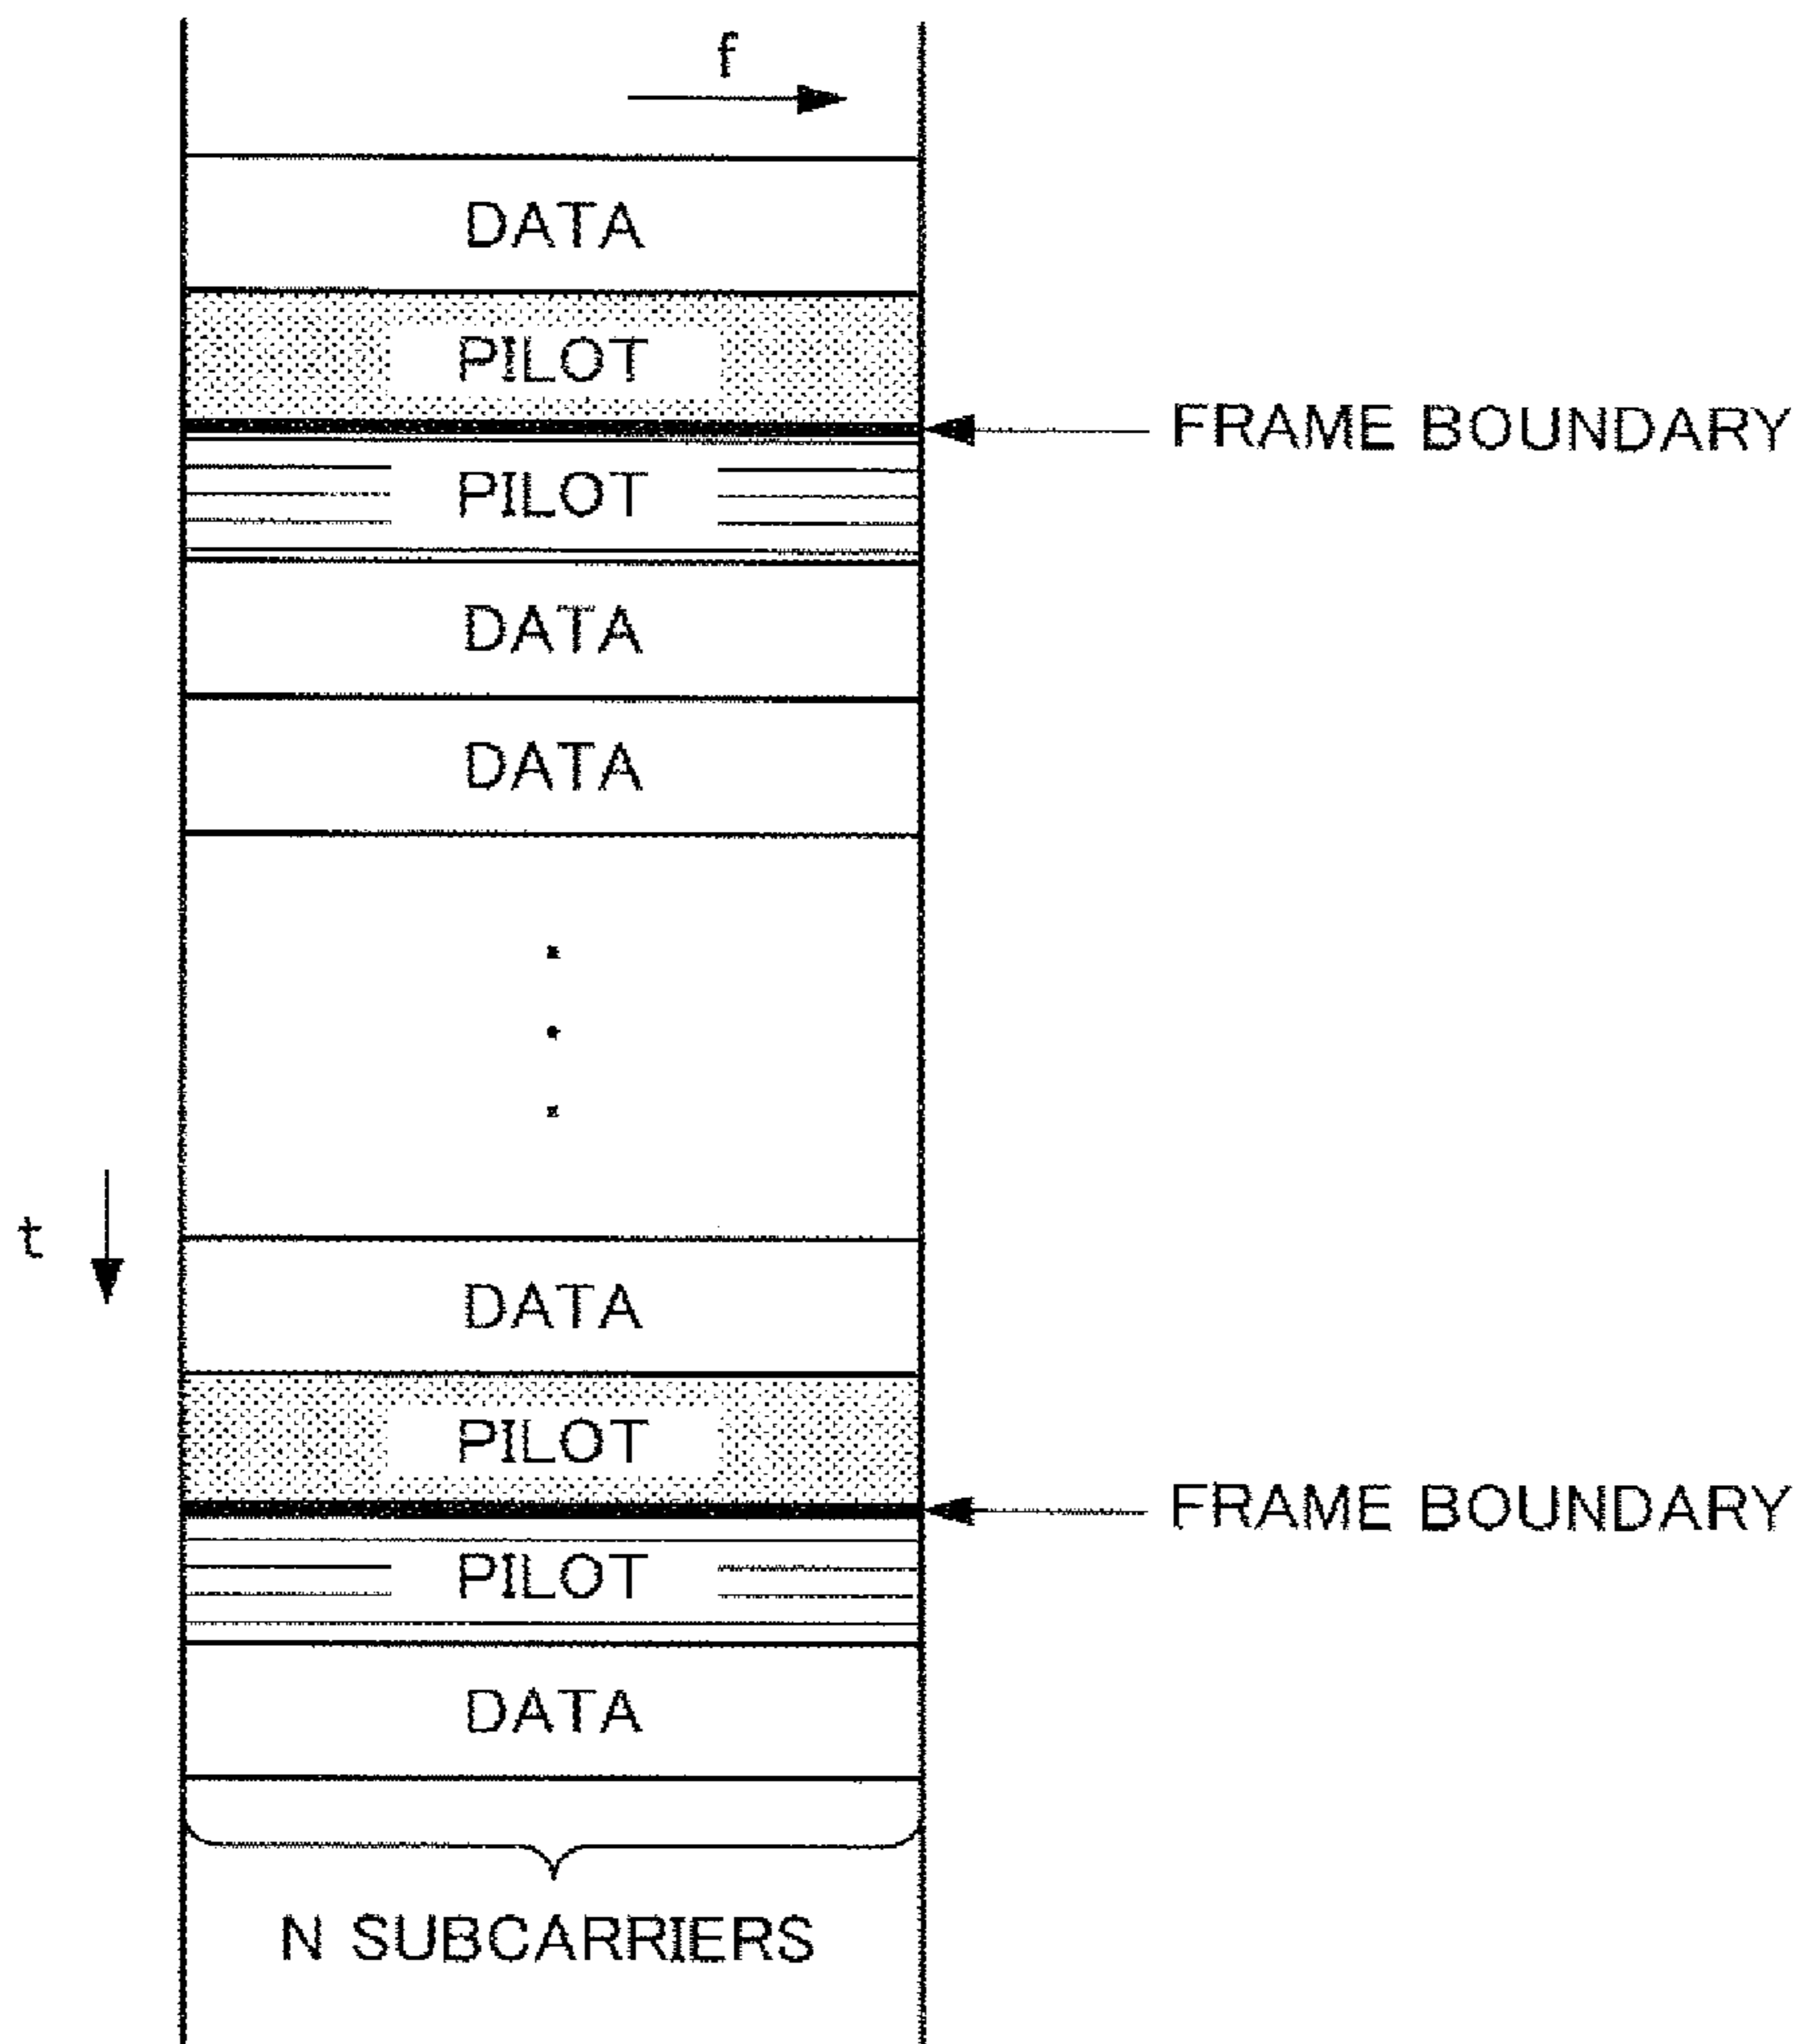 f
DATA
PILOT
FRAME BOUNDARY
PILOT
DATA
DATA
t
DATA
PILOT
FRAME BOUNDARY
PILOT
DATA
N SUBCARRIERS